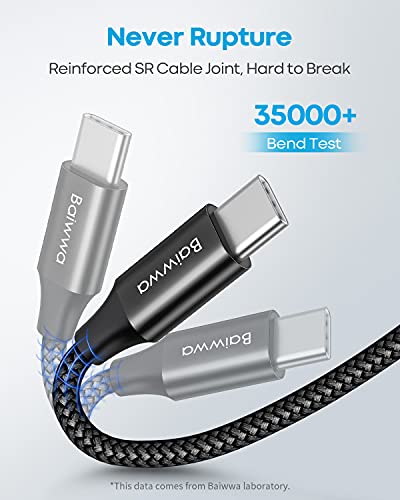 Never Rupture
Reinforced SR Cable Joint, Hard to Break
35000+
Bend Test
Baiwwa
Baiwwa
Baiwwa
*This data comes from Baiwwa laboratory.